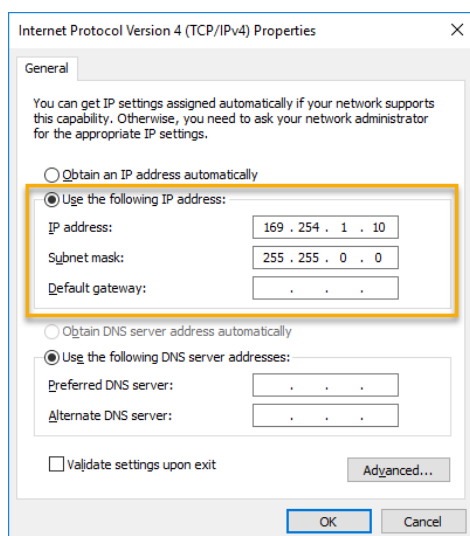 Internet Protocol Version 4 (TCP/IPv4) Properties
General
You can get IP settings assigned automatically if your network supports
this capability. Otherwise, you need to ask your network administrator
for the appropriate IP settings.
Obtain an IP address automatically
Use the following IP address:
IP address: 169 . 254 . 1 . 10
Subnet mask: 255 . 255 . 0 . 0
Default gateway: . . .
Obtain DNS server address automatically
Use the following DNS server addresses:
Preferred DNS server: . . .
Alternate DNS server: . . .
Validate settings upon exit
Advanced...
OK Cancel